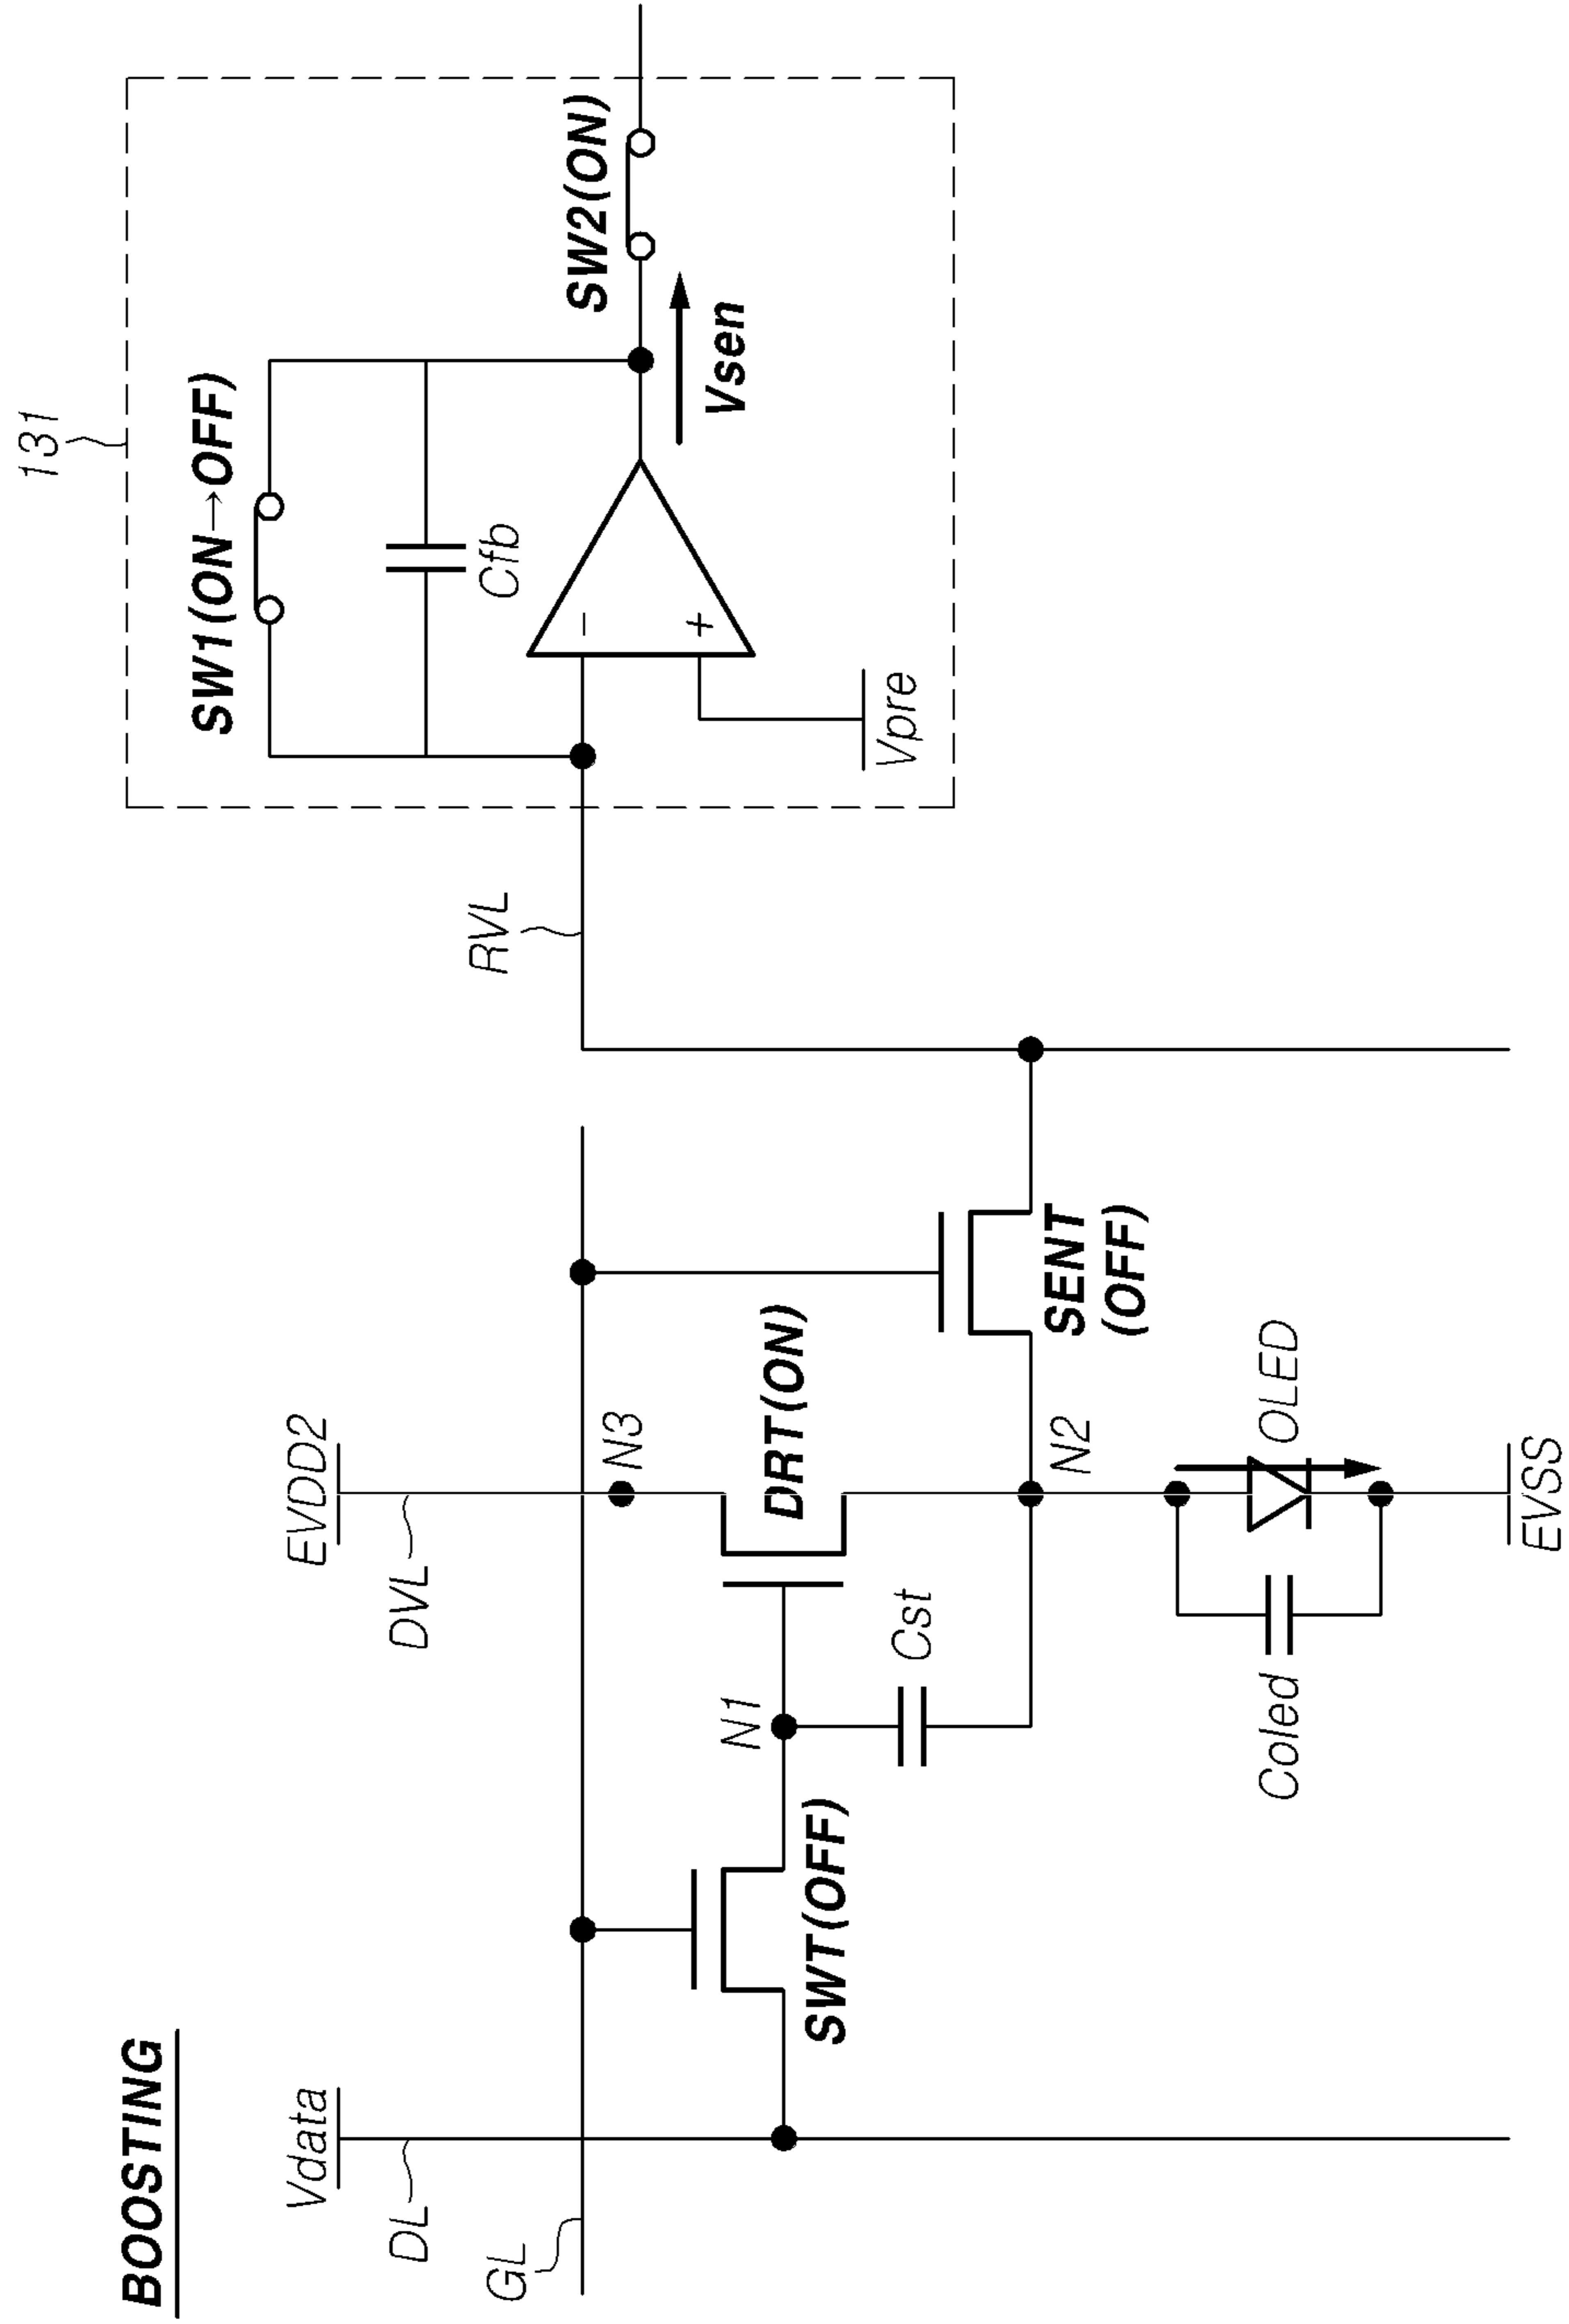 BOOSTING
Vdata
DL
GL
EVDD2
DVL
N3
DRT(ON)
N1
Cst
SWT(OFF)
N2
SENT
(OFF)
OLED
Coled
EVSS
RVL
131
SW1(ON→OFF)
Cfb
−
+
Vpre
SW2(ON)
Vsen